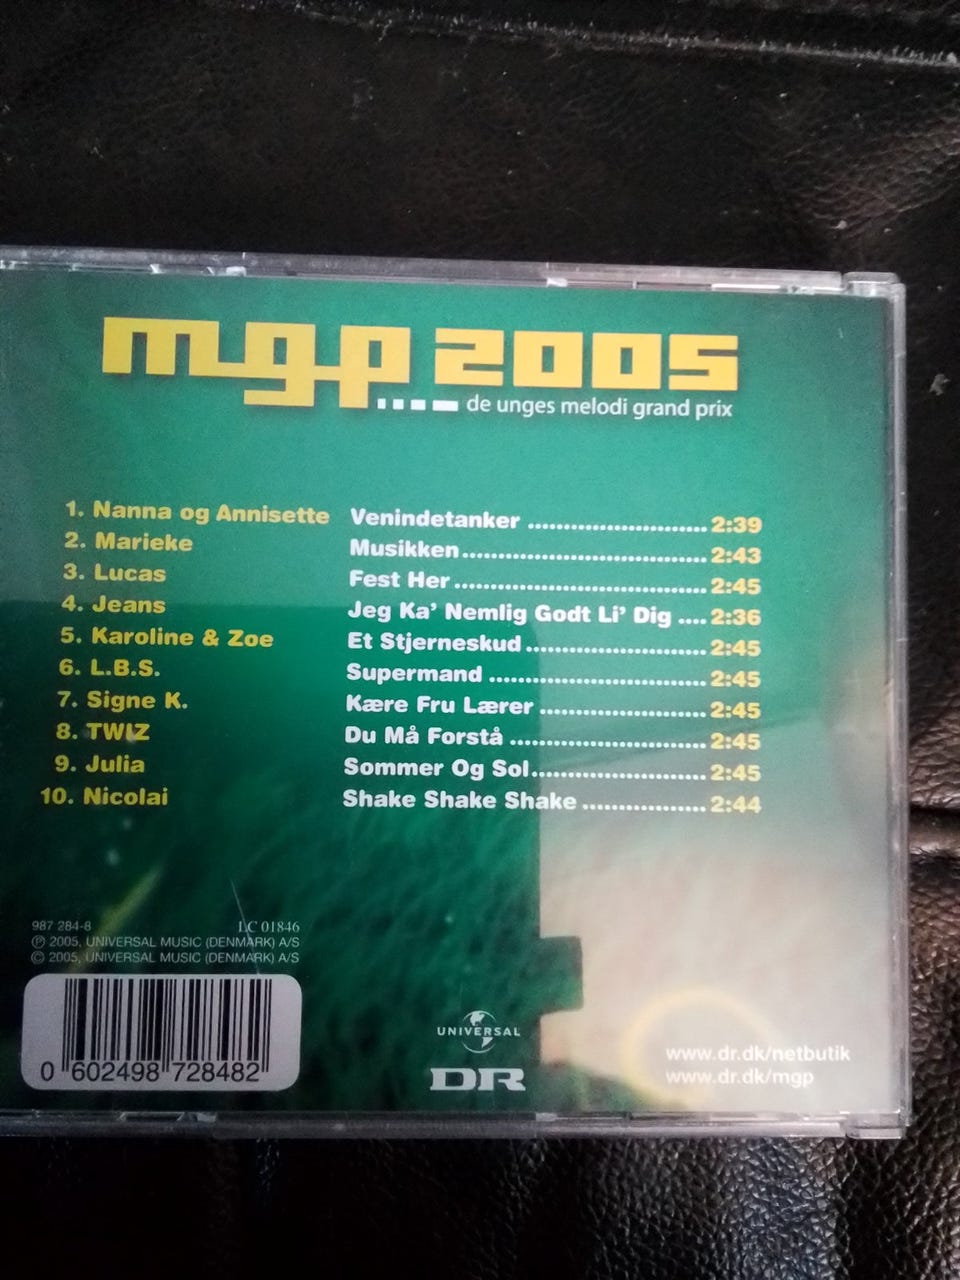 mgp 2005
de unges melodi grand prix
1. Nanna og Annisette Venindetanker ........................... 2:39
2. Marieke Musikken ..................................... 2:43
3. Lucas Fest Her ...................................... 2:45
4. Jeans Jeg Ka' Nemlig Godt Li' Dig .... 2:36
5. Karoline & Zoe Et Stjerneskud ........................... 2:45
6. L.B.S. Supermand ................................. 2:45
7. Signe K. Kære Fru Lærer ......................... 2:45
8. TWIZ Du Må Forstå ............................. 2:45
9. Julia Sommer Og Sol .......................... 2:45
10. Nicolai Shake Shake Shake ................... 2:44
987 284-8 LC 01846
℗ 2005, UNIVERSAL MUSIC (DENMARK) A/S
© 2005, UNIVERSAL MUSIC (DENMARK) A/S
0 602498 728482
UNIVERSAL
DR
www.dr.dk/netbutik
www.dr.dk/mgp